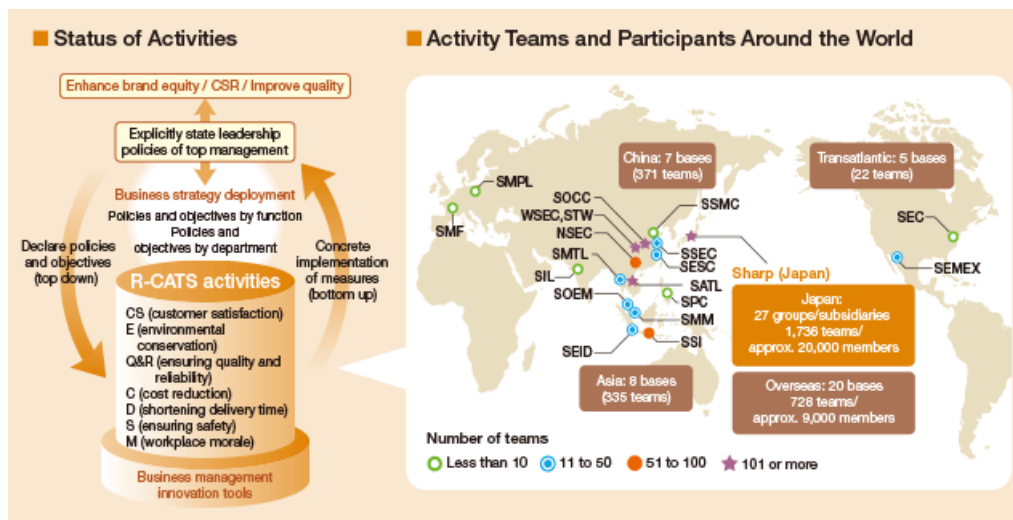 Status of Activities
Enhance brand equity / CSR / Improve quality
Explicitly state leadership
policies of top management
Business strategy deployment
Policies and objectives by function
Policies and
objectives by department
Declare policies
and objectives
(top down)
Concrete
implementation
of measures
(bottom up)
R-CATS activities
CS (customer satisfaction)
E (environmental
conservation)
Q&R (ensuring quality and
reliability)
C (cost reduction)
D (shortening delivery time)
S (ensuring safety)
M (workplace morale)
Business management
innovation tools
Activity Teams and Participants Around the World
China: 7 bases
(371 teams)
Transatlantic: 5 bases
(22 teams)
SMPL
SMF
SOCC
WSEC,STW
NSEC
SMTL
SIL
SOEM
SEID
SSMC
SSEC
SESC
SATL
SPC
SMM
SSI
SEC
SEMEX
Sharp (Japan)
Japan:
27 groups/subsidiaries
1,736 teams/
approx. 20,000 members
Asia: 8 bases
(335 teams)
Overseas: 20 bases
728 teams/
approx. 9,000 members
Number of teams
Less than 10
11 to 50
51 to 100
101 or more